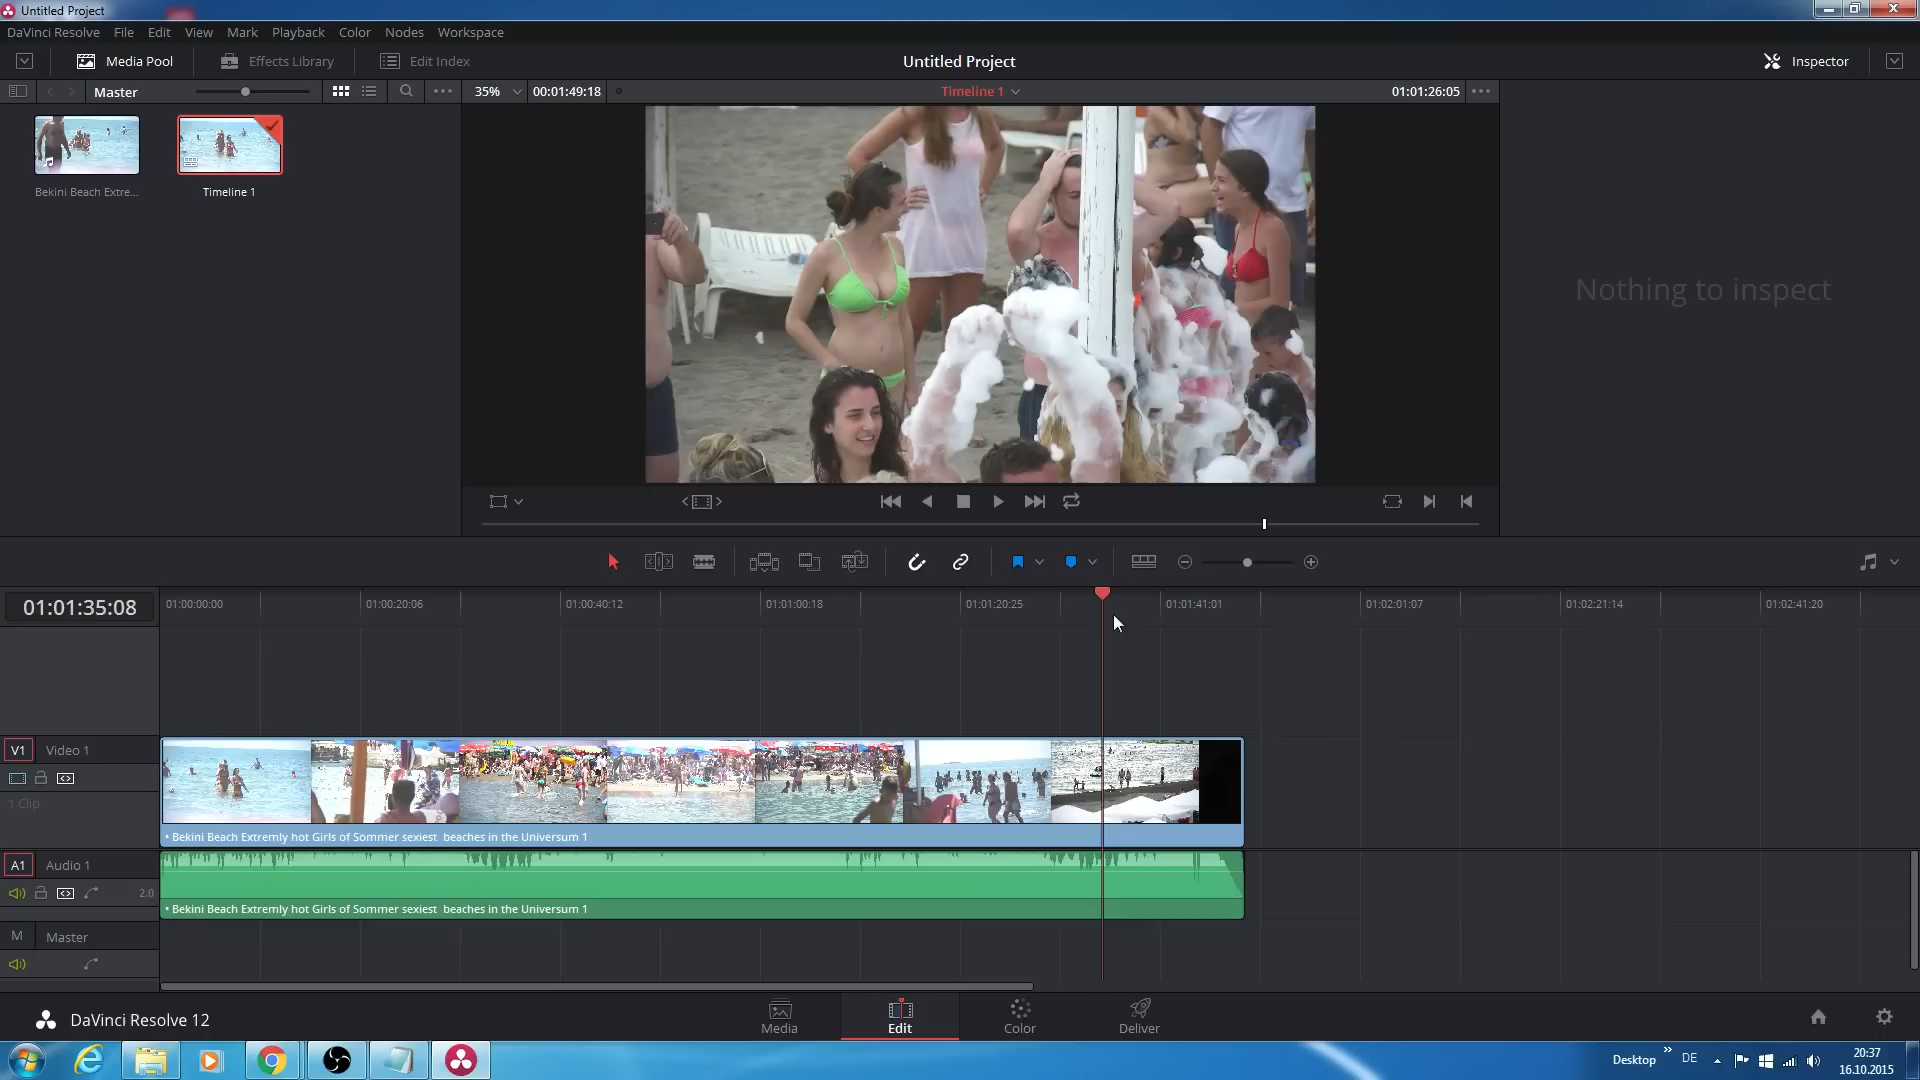 Untitled Project
DaVinci Resolve File Edit View Mark Playback Color Nodes Workspace
Media Pool Effects Library Edit Index Untitled Project Inspector
Master 35% 00:01:49:18 Timeline 1 01:01:26:05
Bekini Beach Extre... Timeline 1
Nothing to inspect
01:01:35:08 01:00:00:00 01:00:20:06 01:00:40:12 01:01:00:18 01:01:20:25 01:01:41:01 01:02:01:07 01:02:21:14 01:02:41:20
V1 Video 1
1 Clip
• Bekini Beach Extremly hot Girls of Sommer sexiest beaches in the Universum 1
A1 Audio 1
2.0
• Bekini Beach Extremly hot Girls of Sommer sexiest beaches in the Universum 1
M Master
DaVinci Resolve 12 Media Edit Color Deliver
Desktop » DE 20:37
16.10.2015